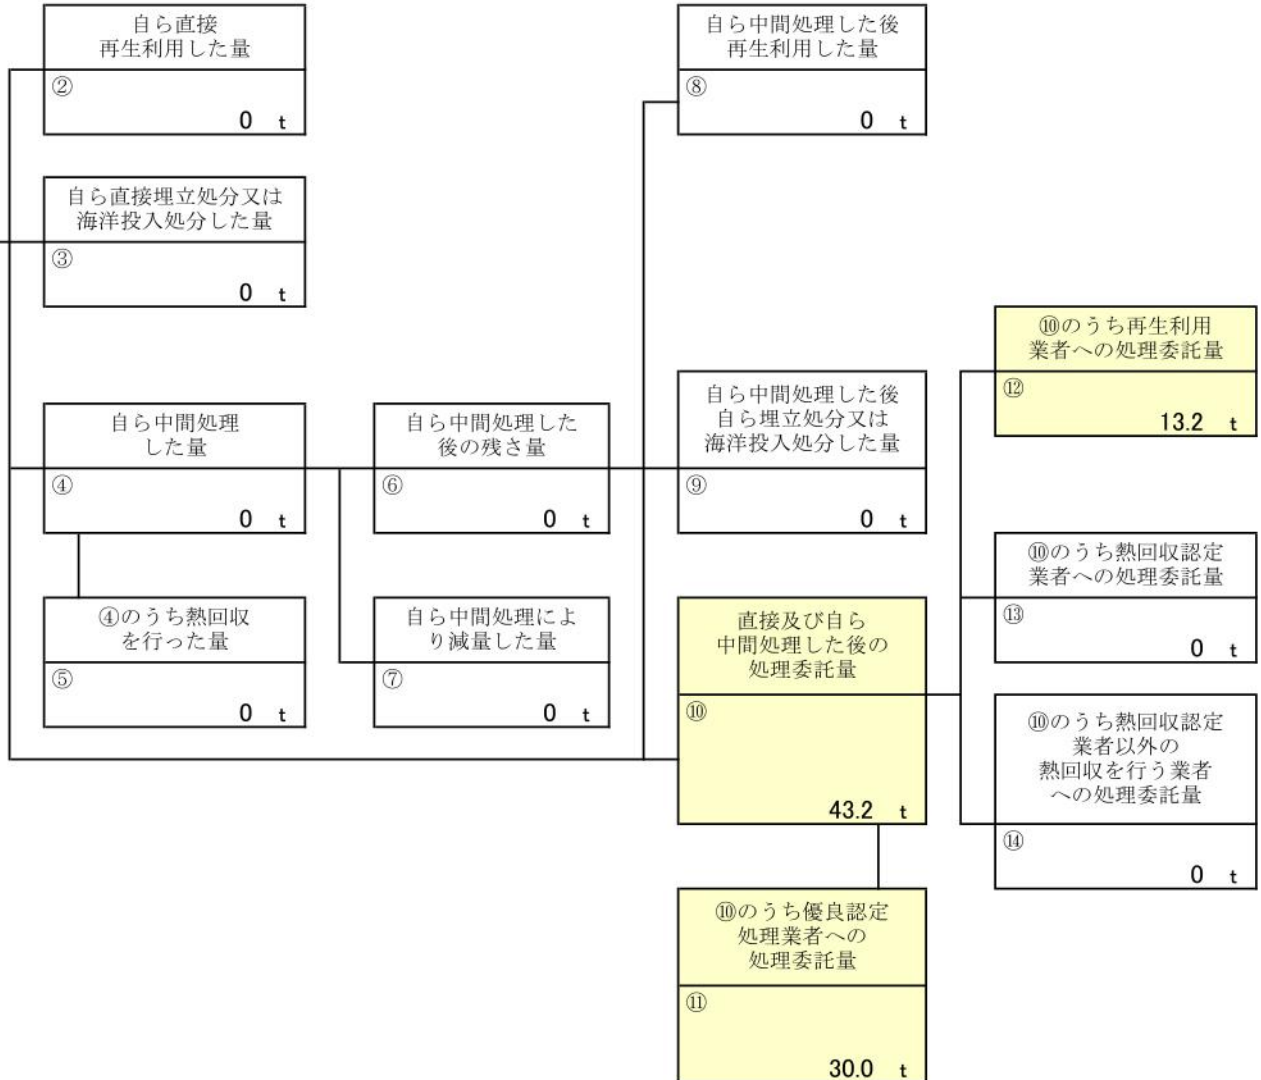 自ら直接
再生利用した量
②
0 t
自ら中間処理した後
再生利用した量
⑧
0 t
自ら直接埋立処分又は
海洋投入処分した量
③
0 t
⑩のうち再生利用
業者への処理委託量
⑫
13.2 t
自ら中間処理
した量
④
0 t
自ら中間処理した
後の残さ量
⑥
0 t
自ら中間処理した後
自ら埋立処分又は
海洋投入処分した量
⑨
0 t
⑩のうち熱回収認定
業者への処理委託量
⑬
0 t
④のうち熱回収
を行った量
⑤
0 t
自ら中間処理によ
り減量した量
⑦
0 t
直接及び自ら
中間処理した後の
処理委託量
⑩
43.2 t
⑩のうち熱回収認定
業者以外の
熱回収を行う業者
への処理委託量
⑭
0 t
⑩のうち優良認定
処理業者への
処理委託量
⑪
30.0 t